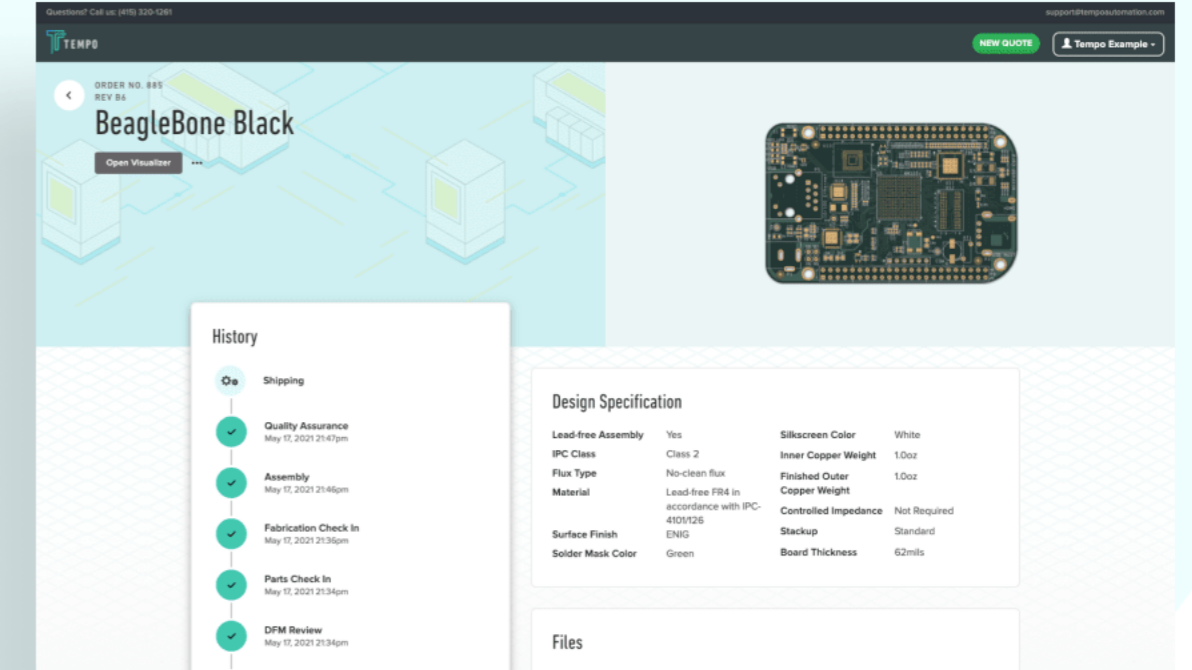 Questions? Call us: (415) 320-1261
support@tempoautomation.com
TEMPO
NEW QUOTE
Tempo Example
ORDER NO. 885
REV B6
BeagleBone Black
Open Visualizer
•••
History
Shipping
Quality Assurance
May 17, 2021 21:47pm
Assembly
May 17, 2021 21:46pm
Fabrication Check In
May 17, 2021 21:36pm
Parts Check In
May 17, 2021 21:34pm
DFM Review
May 17, 2021 21:34pm
Design Specification
Lead-free Assembly Yes
IPC Class Class 2
Flux Type No-clean flux
Material Lead-free FR4 in
accordance with IPC-
4101/126
Surface Finish ENIG
Solder Mask Color Green
Silkscreen Color White
Inner Copper Weight 1.0oz
Finished Outer 1.0oz
Copper Weight
Controlled Impedance Not Required
Stackup Standard
Board Thickness 62mils
Files